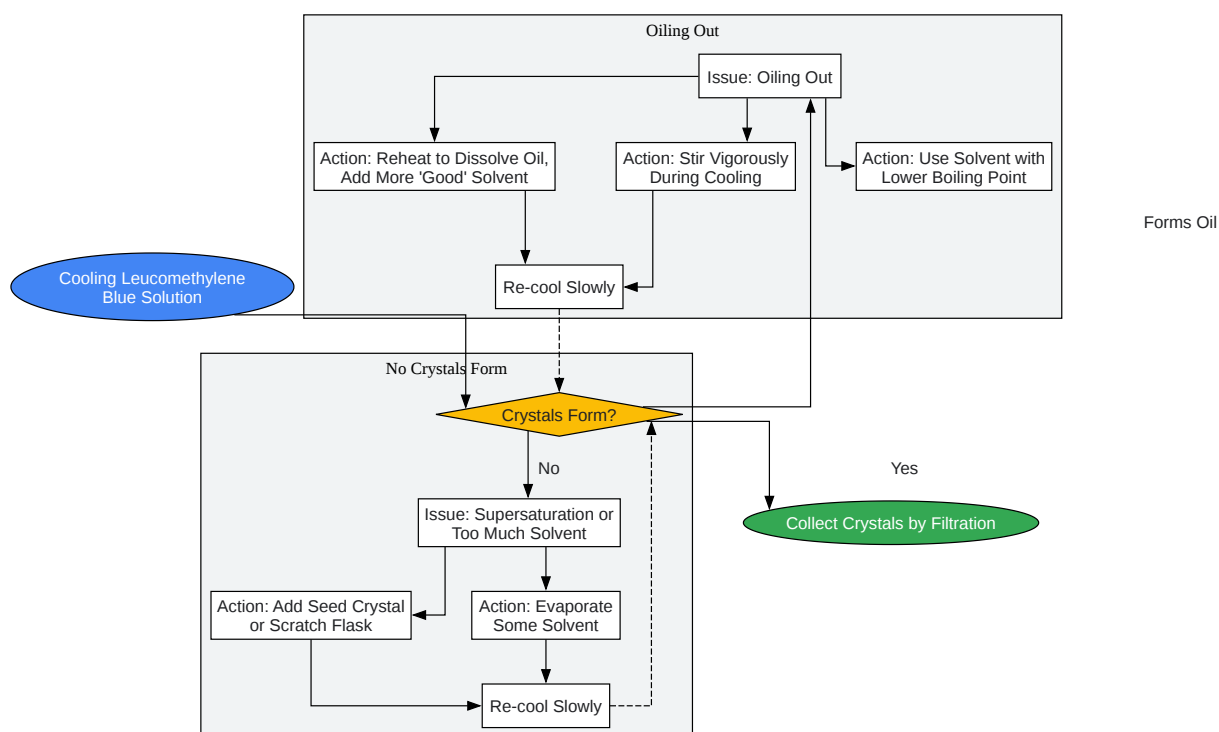 Oiling Out
Issue: Oiling Out
Action: Reheat to Dissolve Oil,
Add More 'Good' Solvent
Action: Stir Vigorously
During Cooling
Action: Use Solvent with
Lower Boiling Point
Forms Oil
Cooling Leucomethylene
Blue Solution
Re-cool Slowly
No Crystals Form
Crystals Form?
No
Yes
Issue: Supersaturation or
Too Much Solvent
Collect Crystals by Filtration
Action: Add Seed Crystal
or Scratch Flask
Action: Evaporate
Some Solvent
Re-cool Slowly